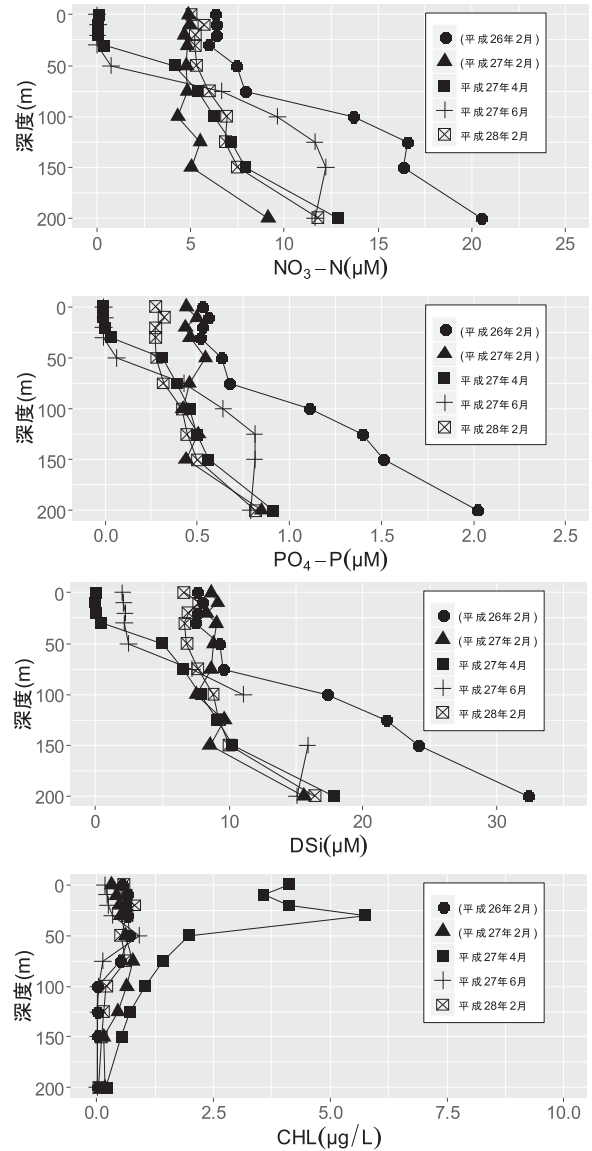 0
50
100
150
200
深度(m)
(平成26年2月)
(平成27年2月)
平成27年4月
平成27年6月
平成28年2月
0
5
10
15
20
25
NO₃−N(μM)
0
50
100
150
200
深度(m)
(平成26年2月)
(平成27年2月)
平成27年4月
平成27年6月
平成28年2月
0.0
0.5
1.0
1.5
2.0
2.5
PO₄−P(μM)
0
50
100
150
200
深度(m)
(平成26年2月)
(平成27年2月)
平成27年4月
平成27年6月
平成28年2月
0
10
20
30
DSi(μM)
0
50
100
150
200
深度(m)
(平成26年2月)
(平成27年2月)
平成27年4月
平成27年6月
平成28年2月
0.0
2.5
5.0
7.5
10.0
CHL(μg/L)